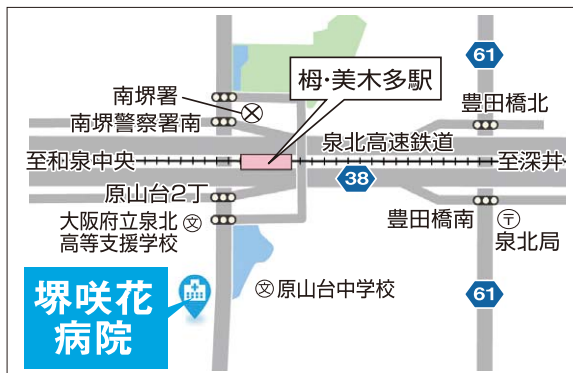 61
栂・美木多駅
南堺署
豊田橋北
南堺警察署南
泉北高速鉄道
至和泉中央
至深井
38
原山台2丁
大阪府立泉北
高等支援学校
文
豊田橋南
〒
泉北局
文
原山台中学校
堺咲花
病院
61